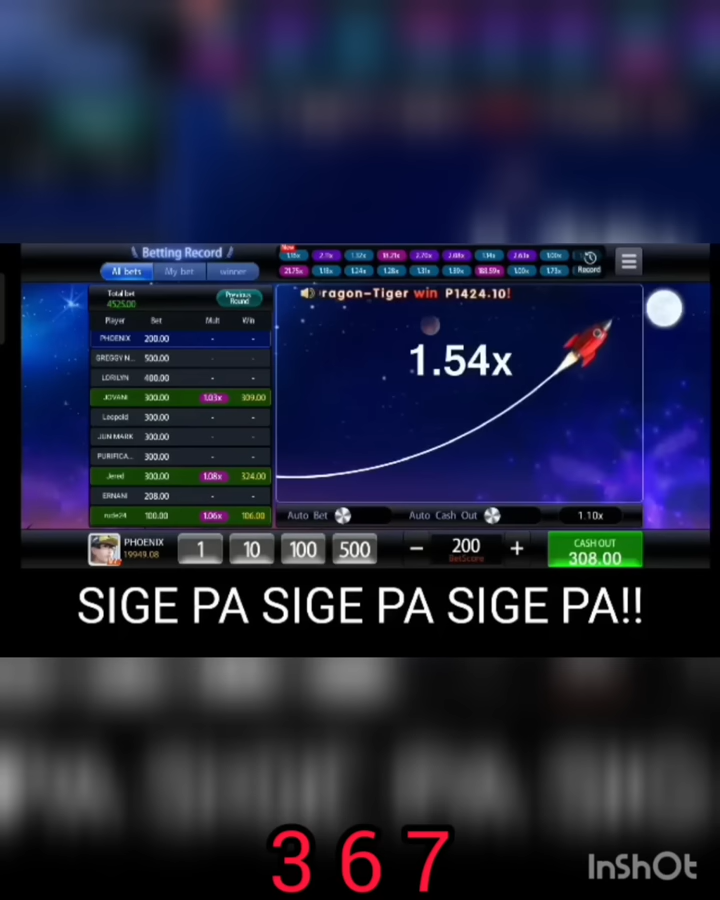 Betting Record
All bets My bet winner
Record
Total bet
4525.00
Previous
Round
Player Bet Mult Win
PHOENIX 200.00 - -
GREGGY N... 500.00 - -
LORILYN 400.00 - -
JOVANI 300.00 1.03x 309.00
Leopold 300.00 - -
JUN MARK 300.00 - -
PURIFICA... 300.00 - -
Jered 300.00 1.08x 324.00
ERNANI 208.00 - -
100.00 1.06x 106.00
ragon-Tiger win P1424.10!
1.54x
Auto Bet Auto Cash Out 1.10x
PHOENIX
19949.08
1 10 100 500
- 200 +
BetScore
CASH OUT
308.00
SIGE PA SIGE PA SIGE PA!!
3 6 7
InShOt